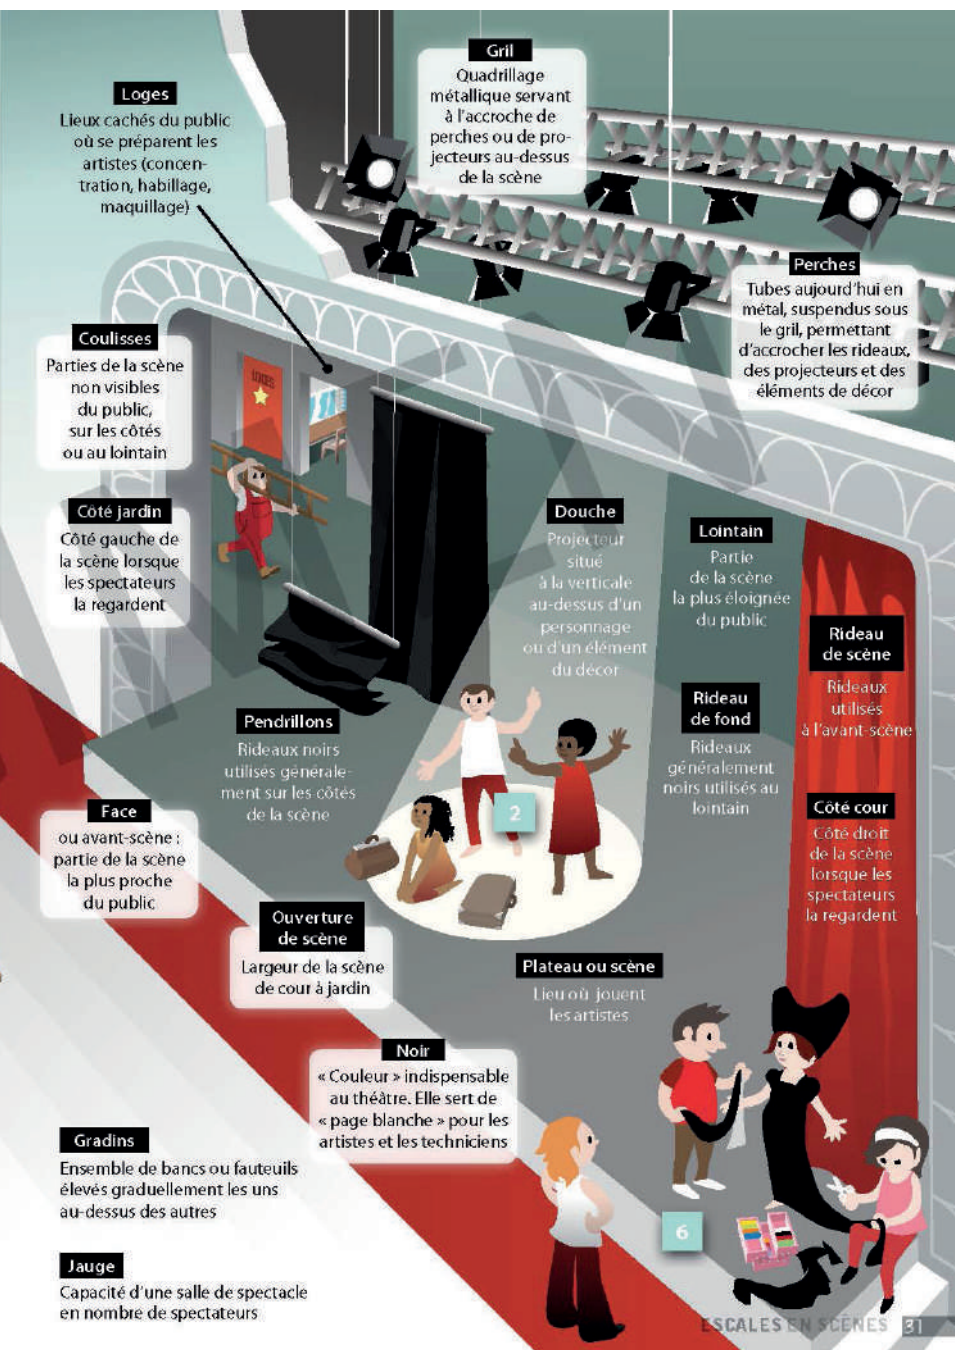 Gril
Quadrillage
métallique servant
à l'accroche de
perches ou de pro-
jecteurs au-dessus
de la scène
Loges
Lieux cachés du public
où se préparent les
artistes (concen-
tration, habillage,
maquillage)
Perches
Tubes aujourd'hui en
métal, suspendus sous
le gril, permettant
d'accrocher les rideaux,
des projecteurs et des
éléments de décor
Coulisses
Parties de la scène
non visibles
du public,
sur les côtés
ou au lointain
LOGES
Côté jardin
Côté gauche de
la scène lorsque
les spectateurs
la regardent
Douche
Projecteur
situé
à la verticale
au-dessus d'un
personnage
ou d'un élément
du décor
Lointain
Partie
de la scène
la plus éloignée
du public
Rideau
de scène
Rideaux
utilisés
à l'avant-scène
Pendrillons
Rideaux noirs
utilisés générale-
ment sur les côtés
de la scène
Rideau
de fond
Rideaux
généralement
noirs utilisés au
lointain
Face
ou avant-scène :
partie de la scène
la plus proche
du public
2
Côté cour
Côté droit
de la scène
lorsque les
spectateurs
la regardent
Ouverture
de scène
Largeur de la scène
de cour à jardin
Plateau ou scène
Lieu où jouent
les artistes
Noir
« Couleur » indispensable
au théâtre. Elle sert de
« page blanche » pour les
artistes et les techniciens
Gradins
Ensemble de bancs ou fauteuils
élevés graduellement les uns
au-dessus des autres
6
Jauge
Capacité d'une salle de spectacle
en nombre de spectateurs
ESCALES EN SCÈNES 31